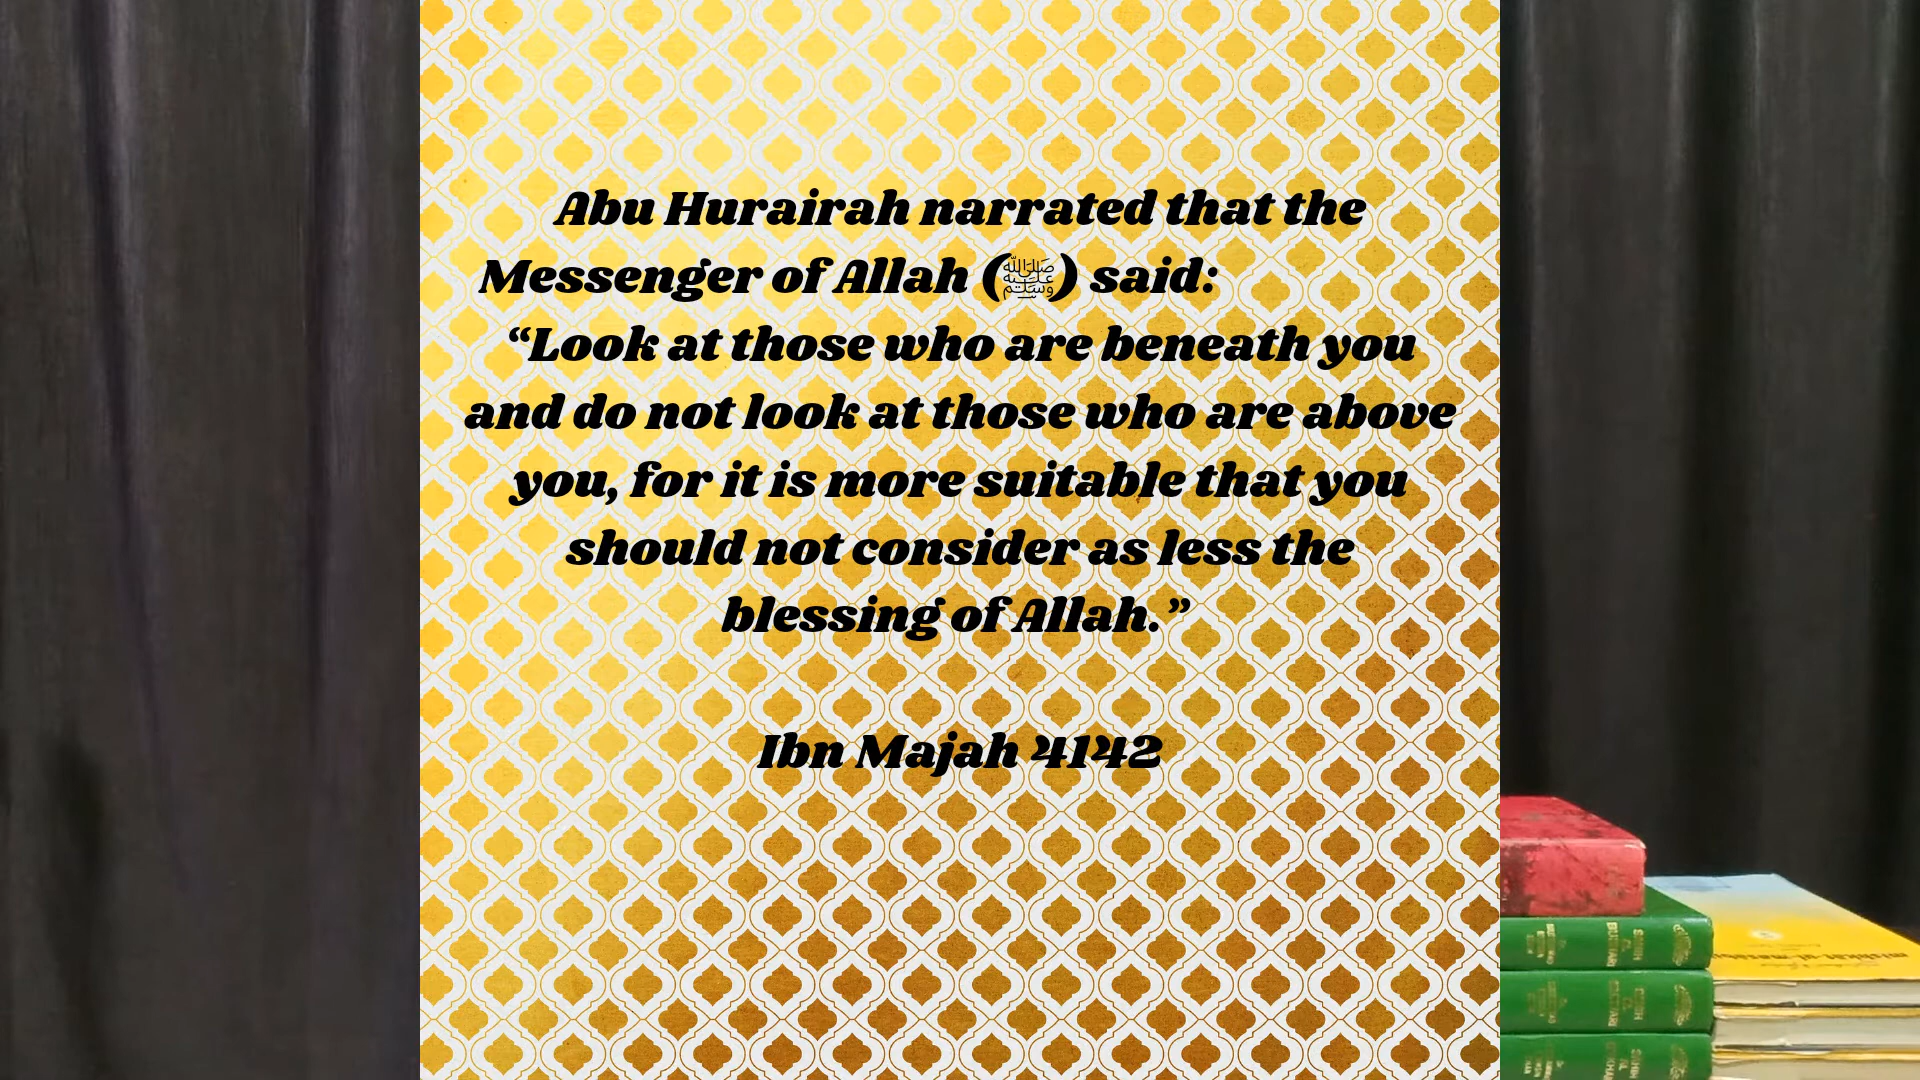 Abu Hurairah narrated that the
Messenger of Allah (ﷺ) said:
“Look at those who are beneath you
and do not look at those who are above
you, for it is more suitable that you
should not consider as less the
blessing of Allah.”
Ibn Majah 4142